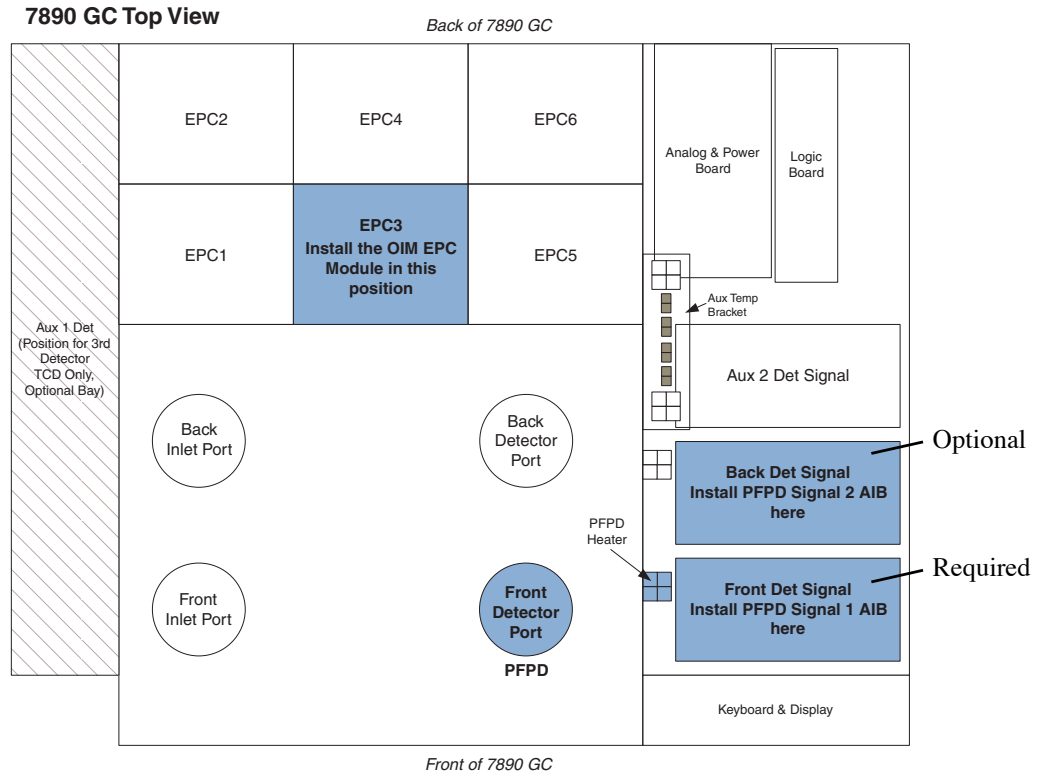 7890 GC Top View
Back of 7890 GC
EPC2
EPC4
EPC6
Analog & Power
Board
Logic
Board
EPC1
EPC3
Install the OIM EPC
Module in this
position
EPC5
Aux Temp
Bracket
Aux 1 Det
(Position for 3rd
Detector
TCD Only,
Optional Bay)
Aux 2 Det Signal
Back
Inlet Port
Back
Detector
Port
Back Det Signal
Install PFPD Signal 2 AIB
here
Optional
PFPD
Heater
Front
Inlet Port
Front
Detector
Port
PFPD
Front Det Signal
Install PFPD Signal 1 AIB
here
Required
Keyboard & Display
Front of 7890 GC